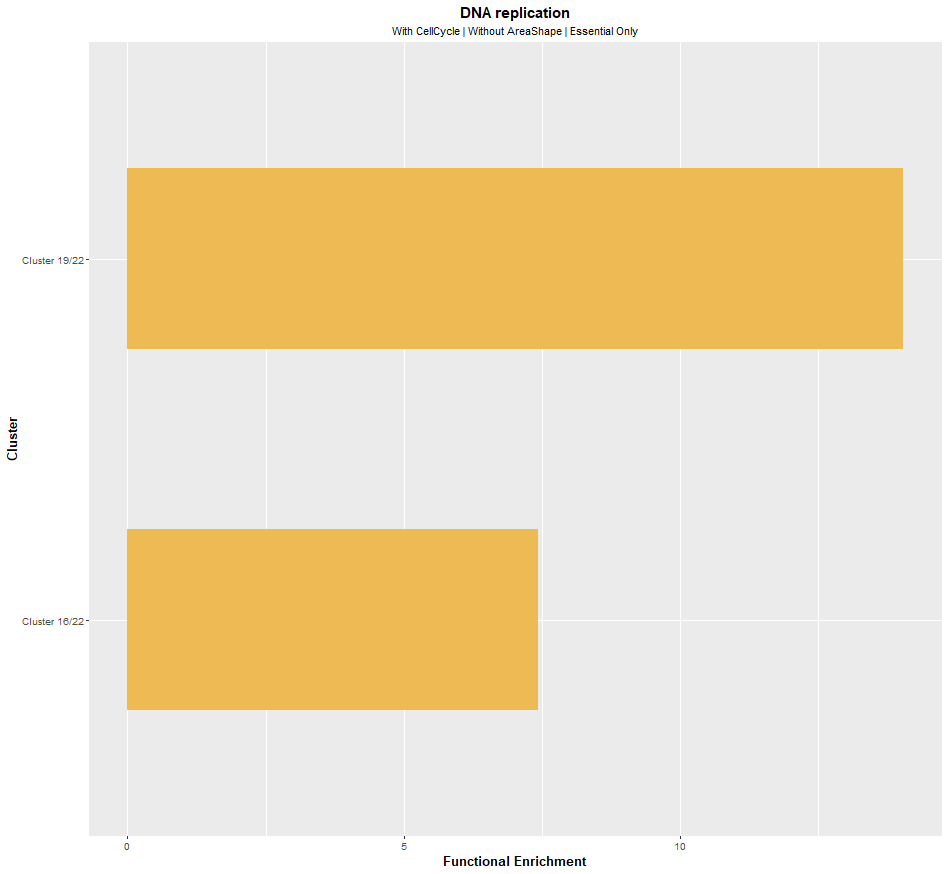 DNA replication
With CellCycle | Without AreaShape | Essential Only
Cluster 19/22
Cluster
Cluster 16/22
0 5 10
Functional Enrichment